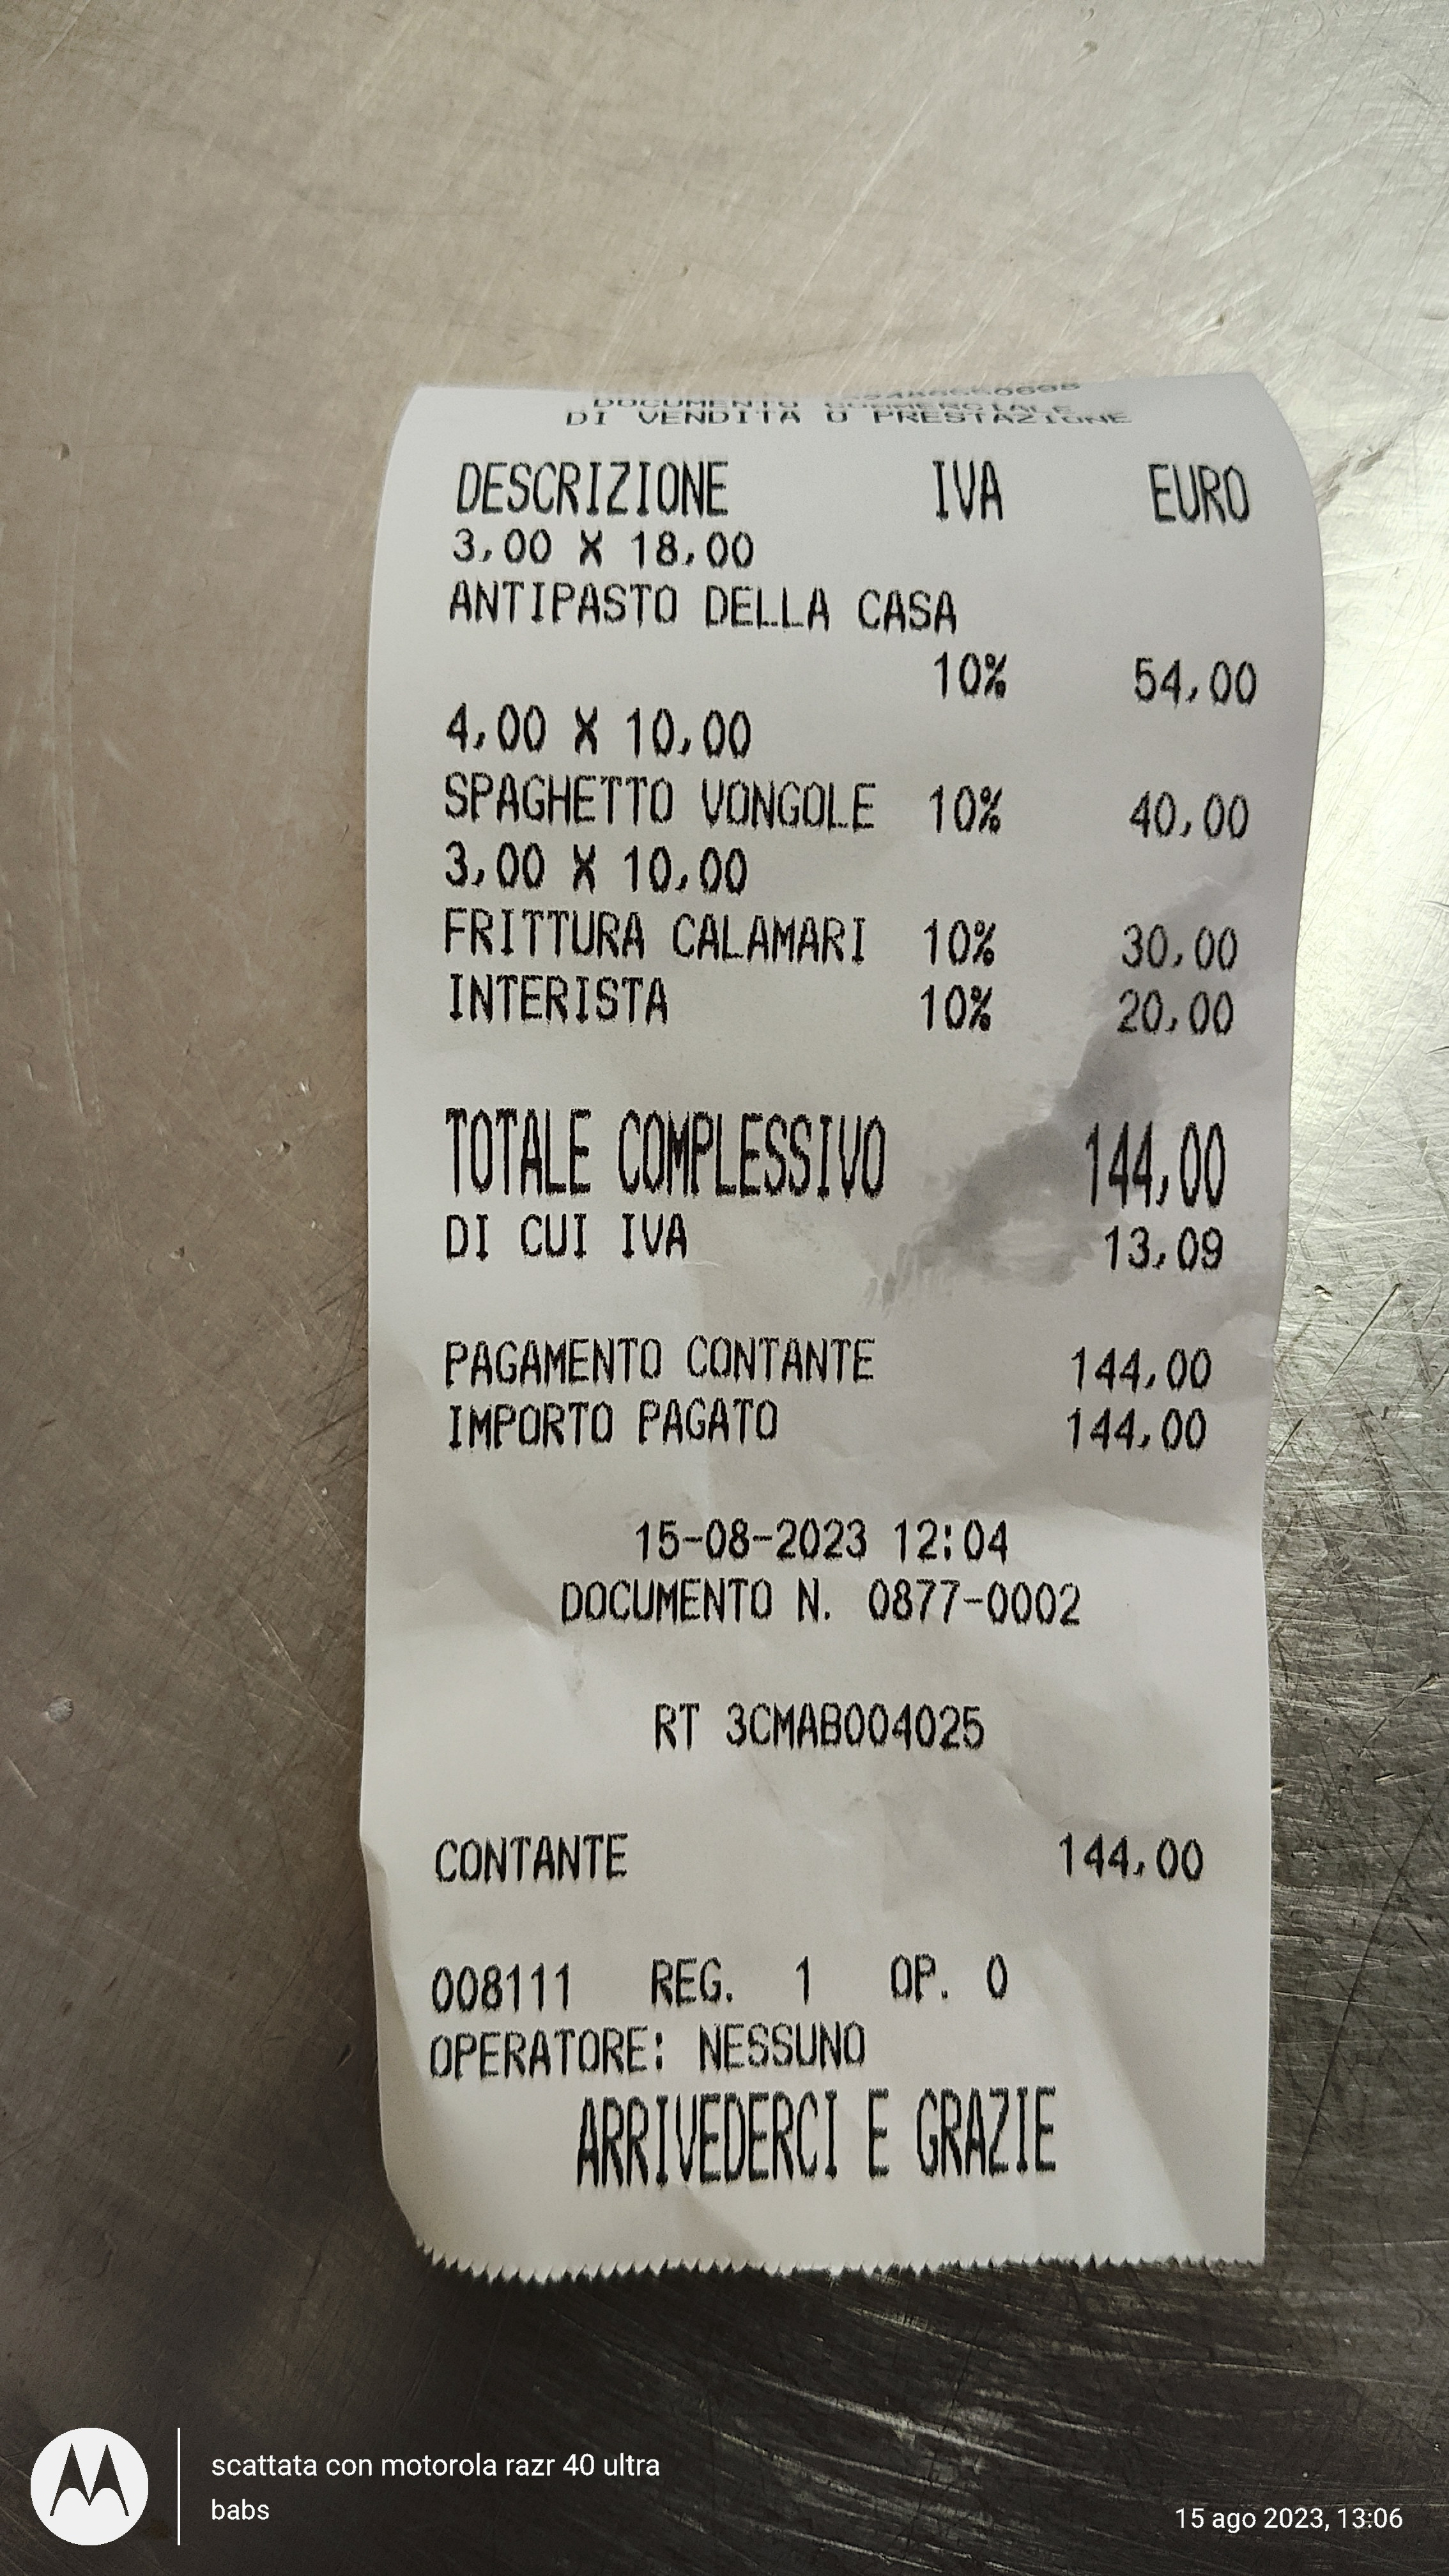 DOCUMENTO COMMERCIALE
DI VENDITA O PRESTAZIONE
DESCRIZIONE IVA EURO
3,00 X 18,00
ANTIPASTO DELLA CASA
10% 54,00
4,00 X 10,00
SPAGHETTO VONGOLE 10% 40,00
3,00 X 10,00
FRITTURA CALAMARI 10% 30,00
INTERISTA 10% 20,00
TOTALE COMPLESSIVO 144,00
DI CUI IVA 13,09
PAGAMENTO CONTANTE 144,00
IMPORTO PAGATO 144,00
15-08-2023 12:04
DOCUMENTO N. 0877-0002
RT 3CMAB004025
CONTANTE 144,00
008111 REG. 1 OP. 0
OPERATORE: NESSUNO
ARRIVEDERCI E GRAZIE
scattata con motorola razr 40 ultra
babs
15 ago 2023, 13:06